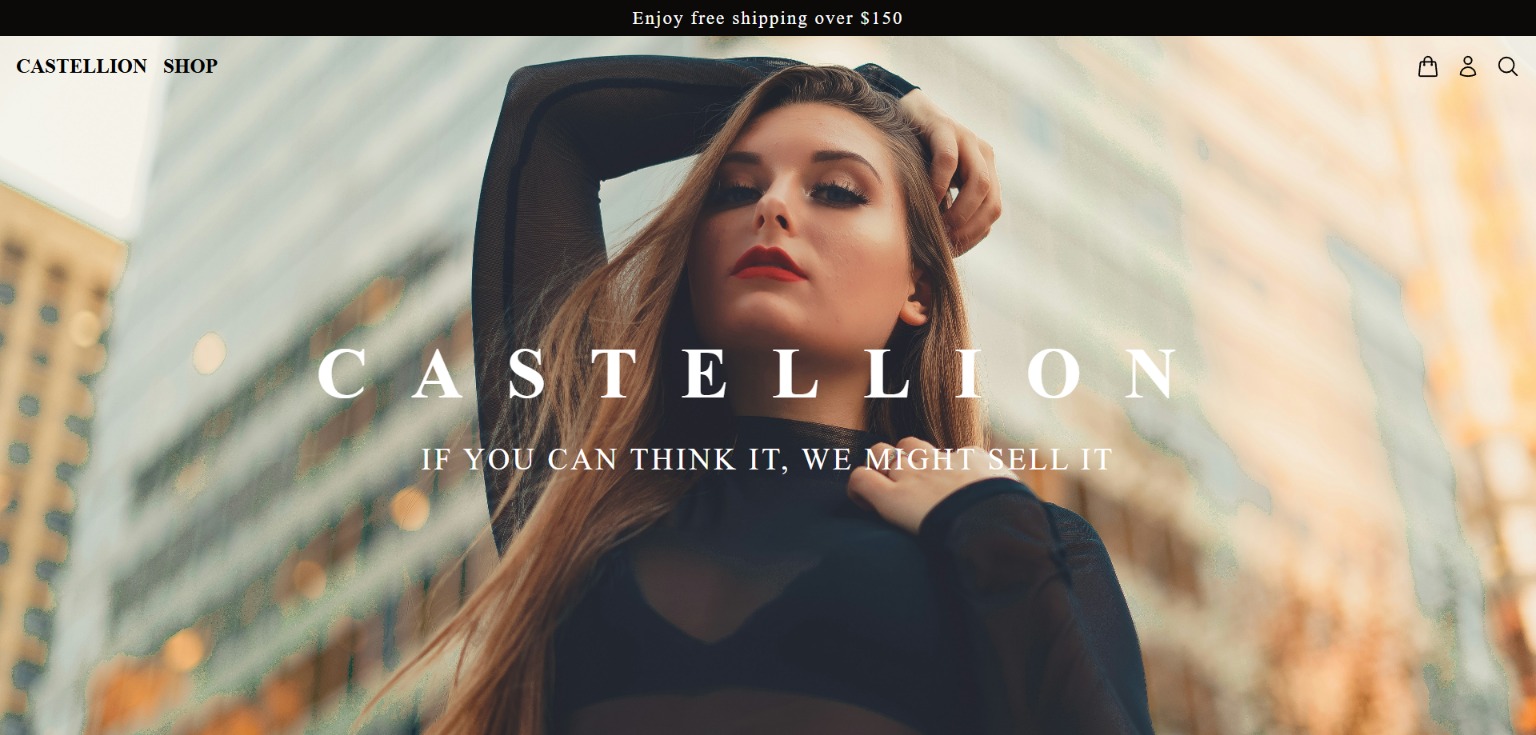 Enjoy free shipping over $150
CASTELLION SHOP
CASTELLION
IF YOU CAN THINK IT, WE MIGHT SELL IT